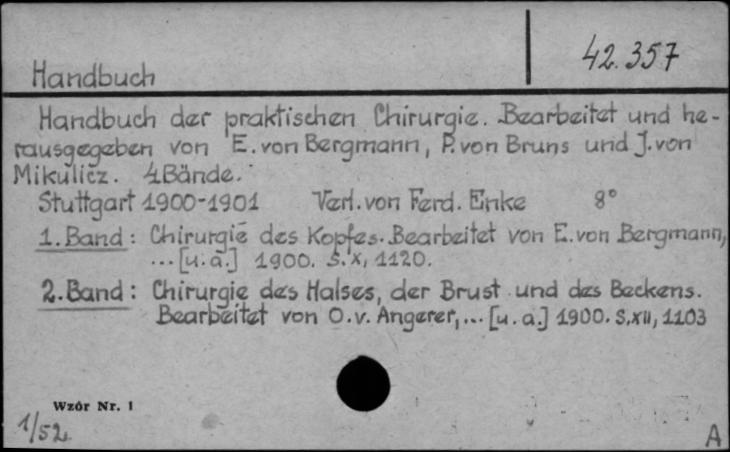 42.357
Handbuch
Handbuch der praktischen Chirurgie. Bearbeitet und he-
rausgegeben von E. von Bergmann, P. von Bruns und J. von
Mikulicz. 4 Bände.
Stuttgart 1900-1901 Verl. von Ferd. Enke 8°
1. Band: Chirurgie des Kopfes. Bearbeitet von E. von Bergmann,
... [u. a.] 1900. S. X, 1120.
2. Band: Chirurgie des Halses, der Brust und des Beckens.
Bearbeitet von O. v. Angerer, ... [u. a.] 1900. S. XII, 1103
Wzór Nr. 1
1/52
A